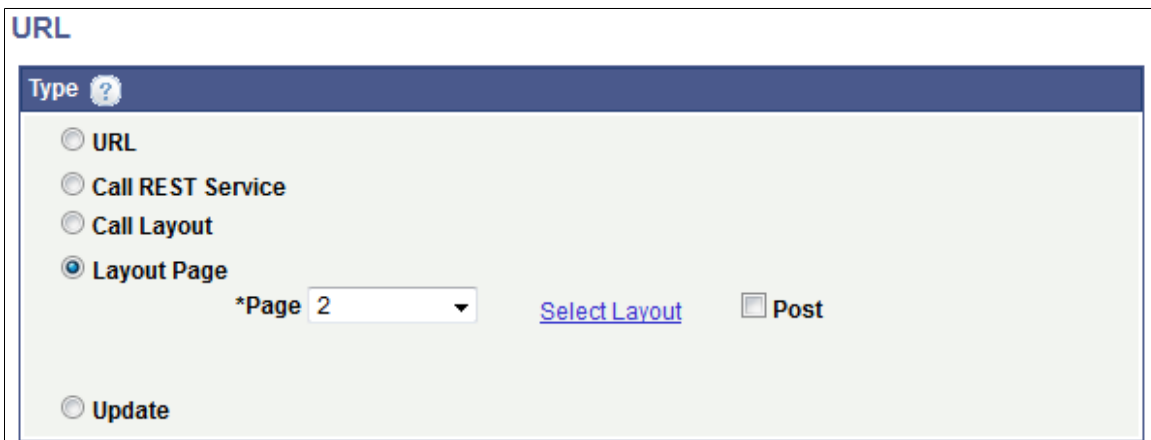 URL
Type ?
URL
Call REST Service
Call Layout
Layout Page
*Page 2 Select Layout Post
Update